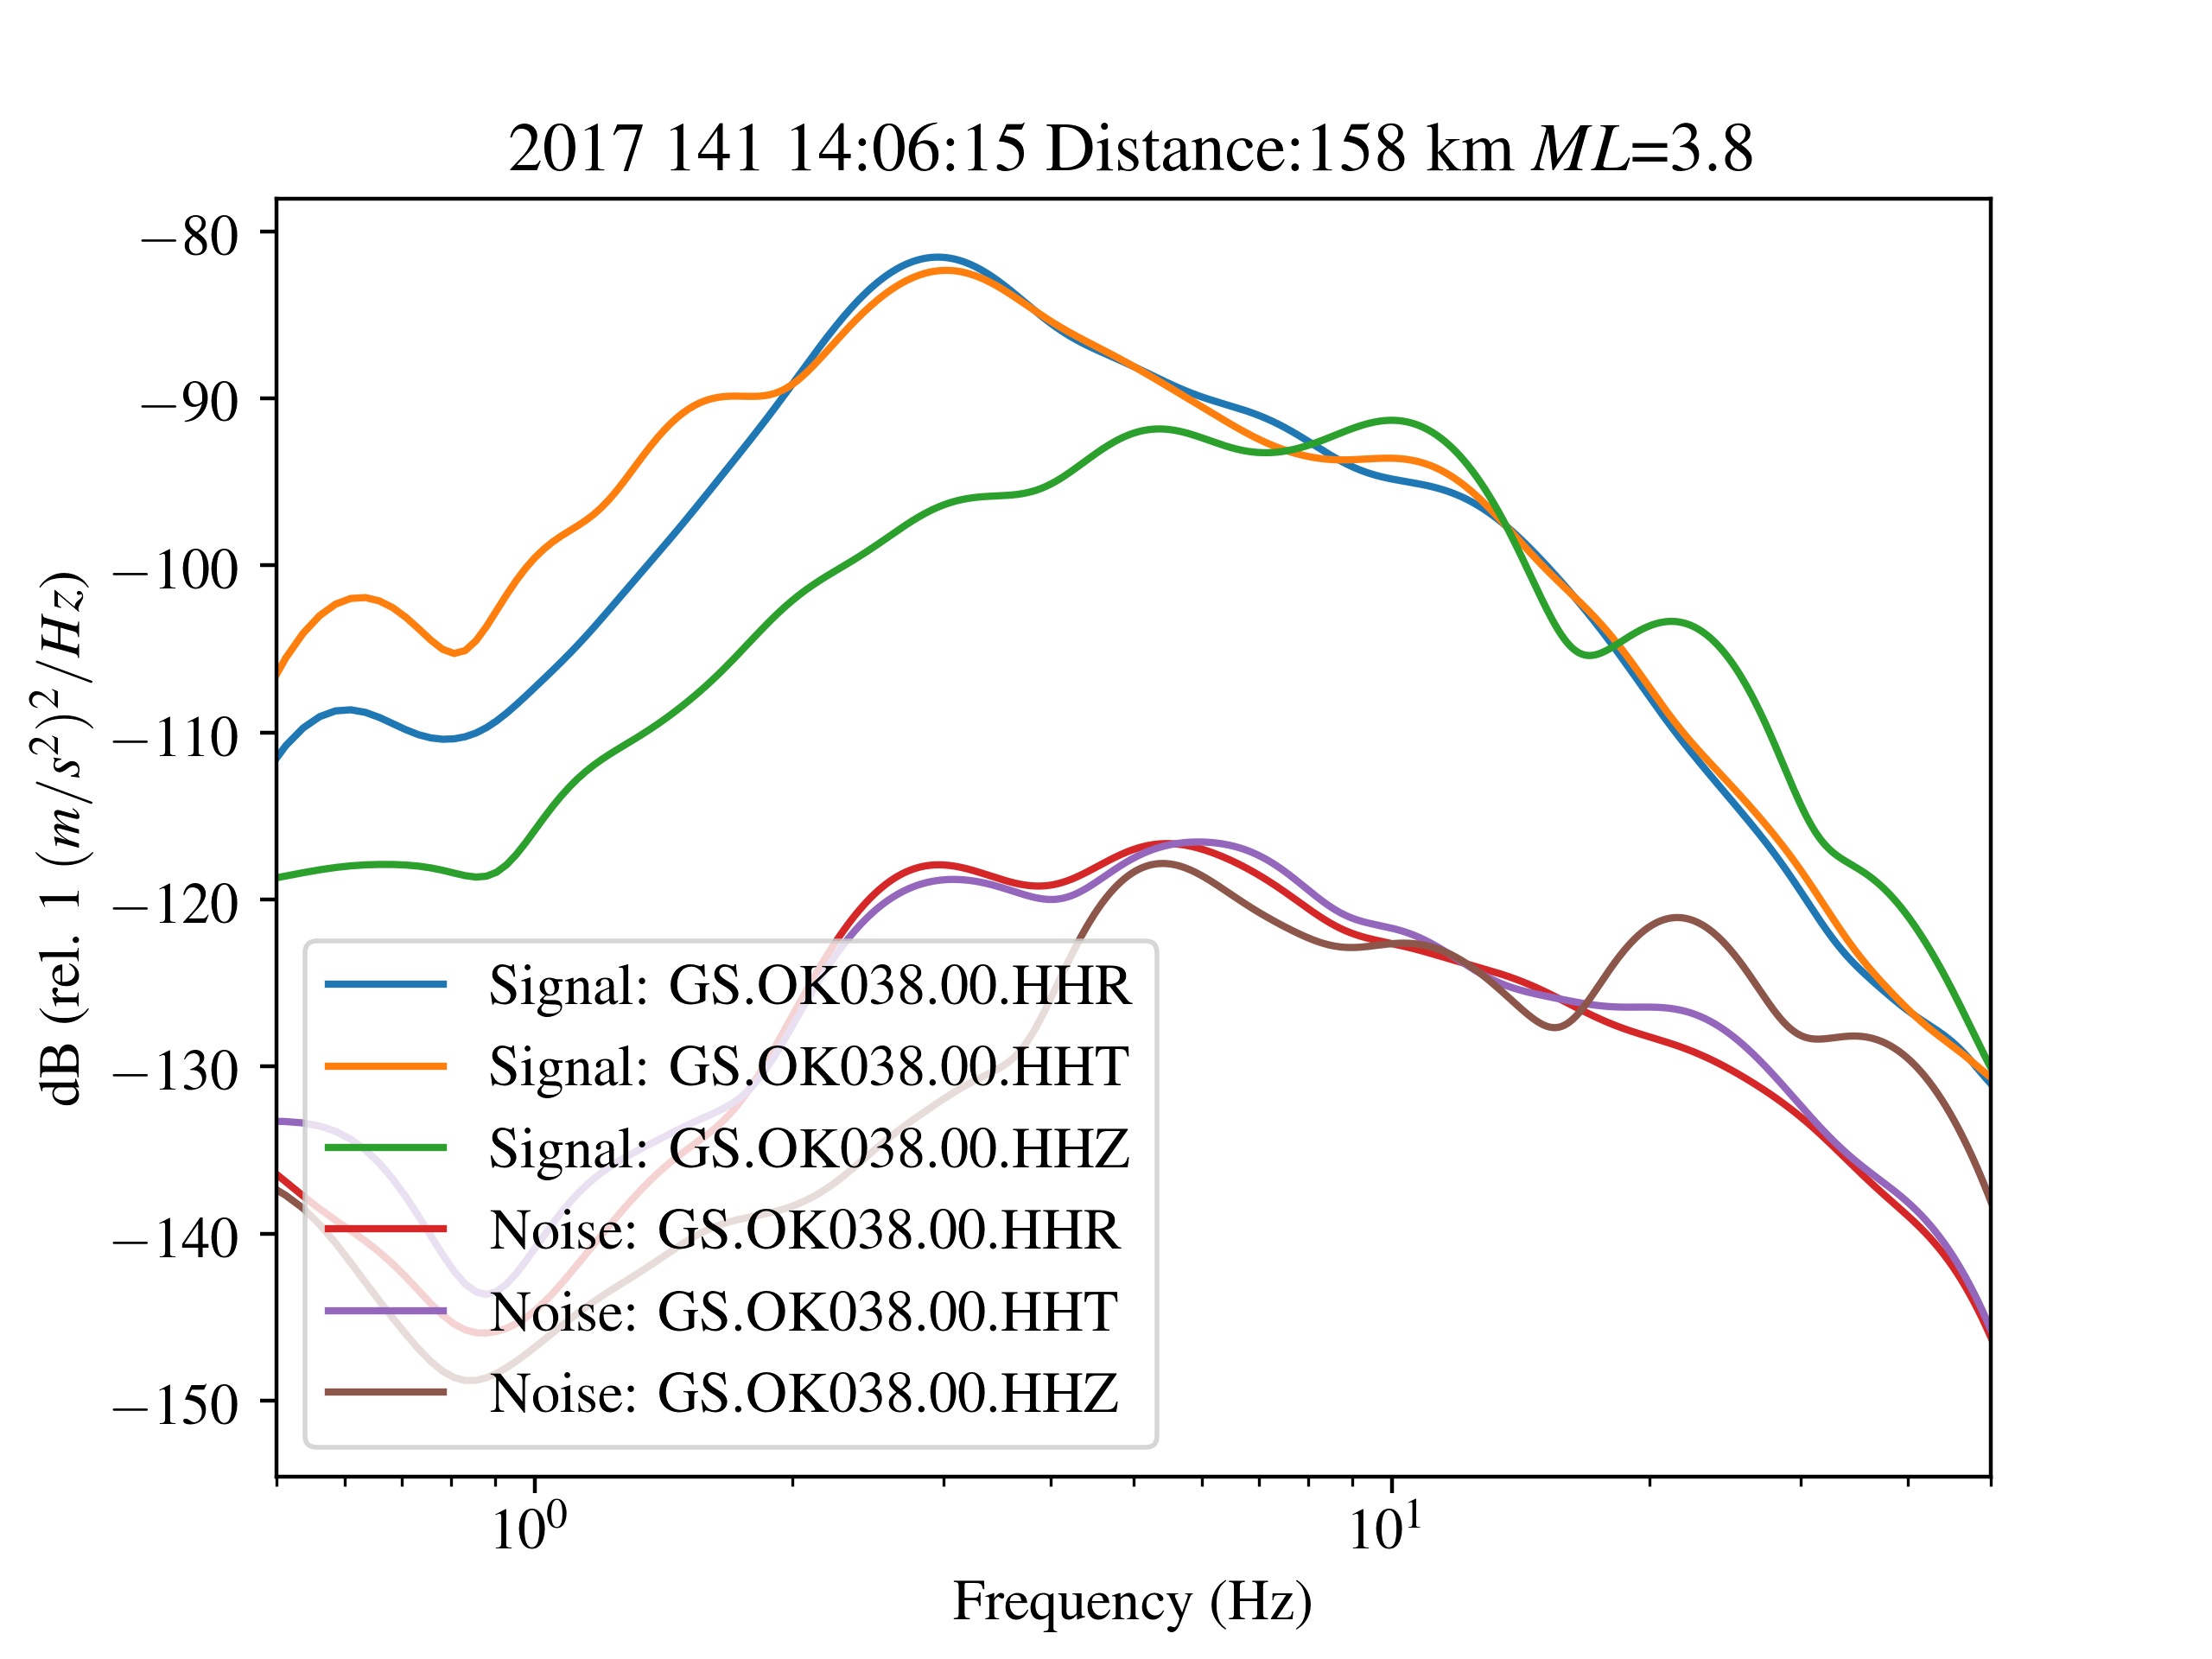 2017 141 14:06:15 Distance:158 km ML=3.8
dB (rel. 1 (m/s²)²/Hz)
−80
−90
−100
−110
−120
−130
−140
−150
Signal: GS.OK038.00.HHR
Signal: GS.OK038.00.HHT
Signal: GS.OK038.00.HHZ
Noise: GS.OK038.00.HHR
Noise: GS.OK038.00.HHT
Noise: GS.OK038.00.HHZ
10⁰ 10¹
Frequency (Hz)